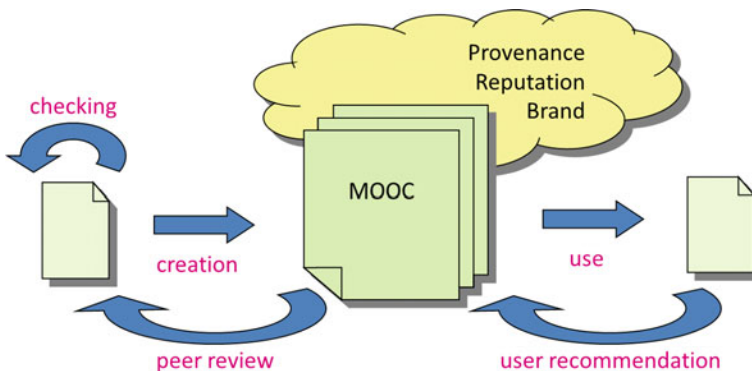 Provenance
Reputation
Brand
checking
MOOC
creation
use
peer review
user recommendation